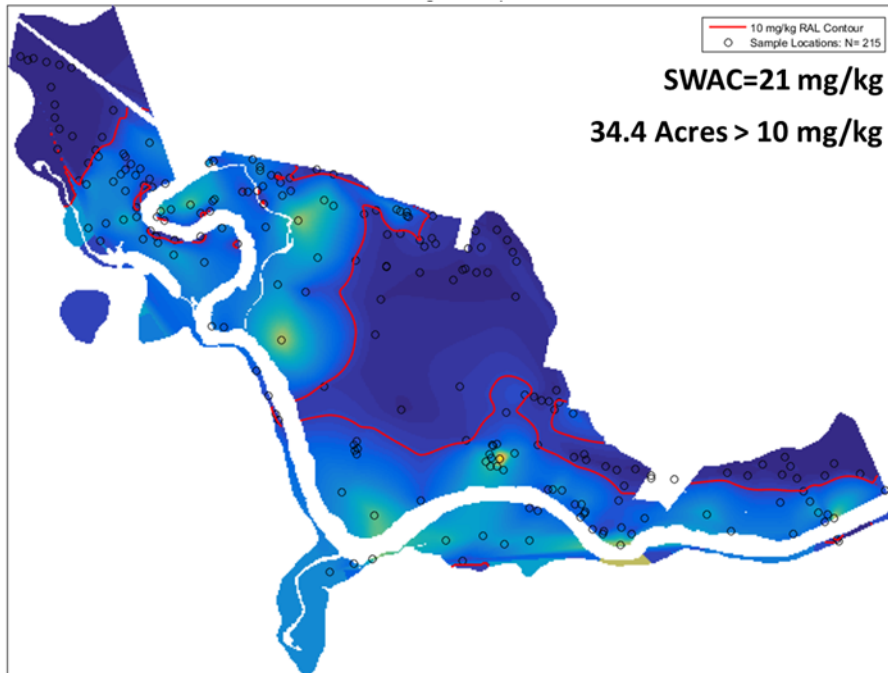 10 mg/kg RAL Contour
Sample Locations: N= 215
SWAC=21 mg/kg
34.4 Acres > 10 mg/kg